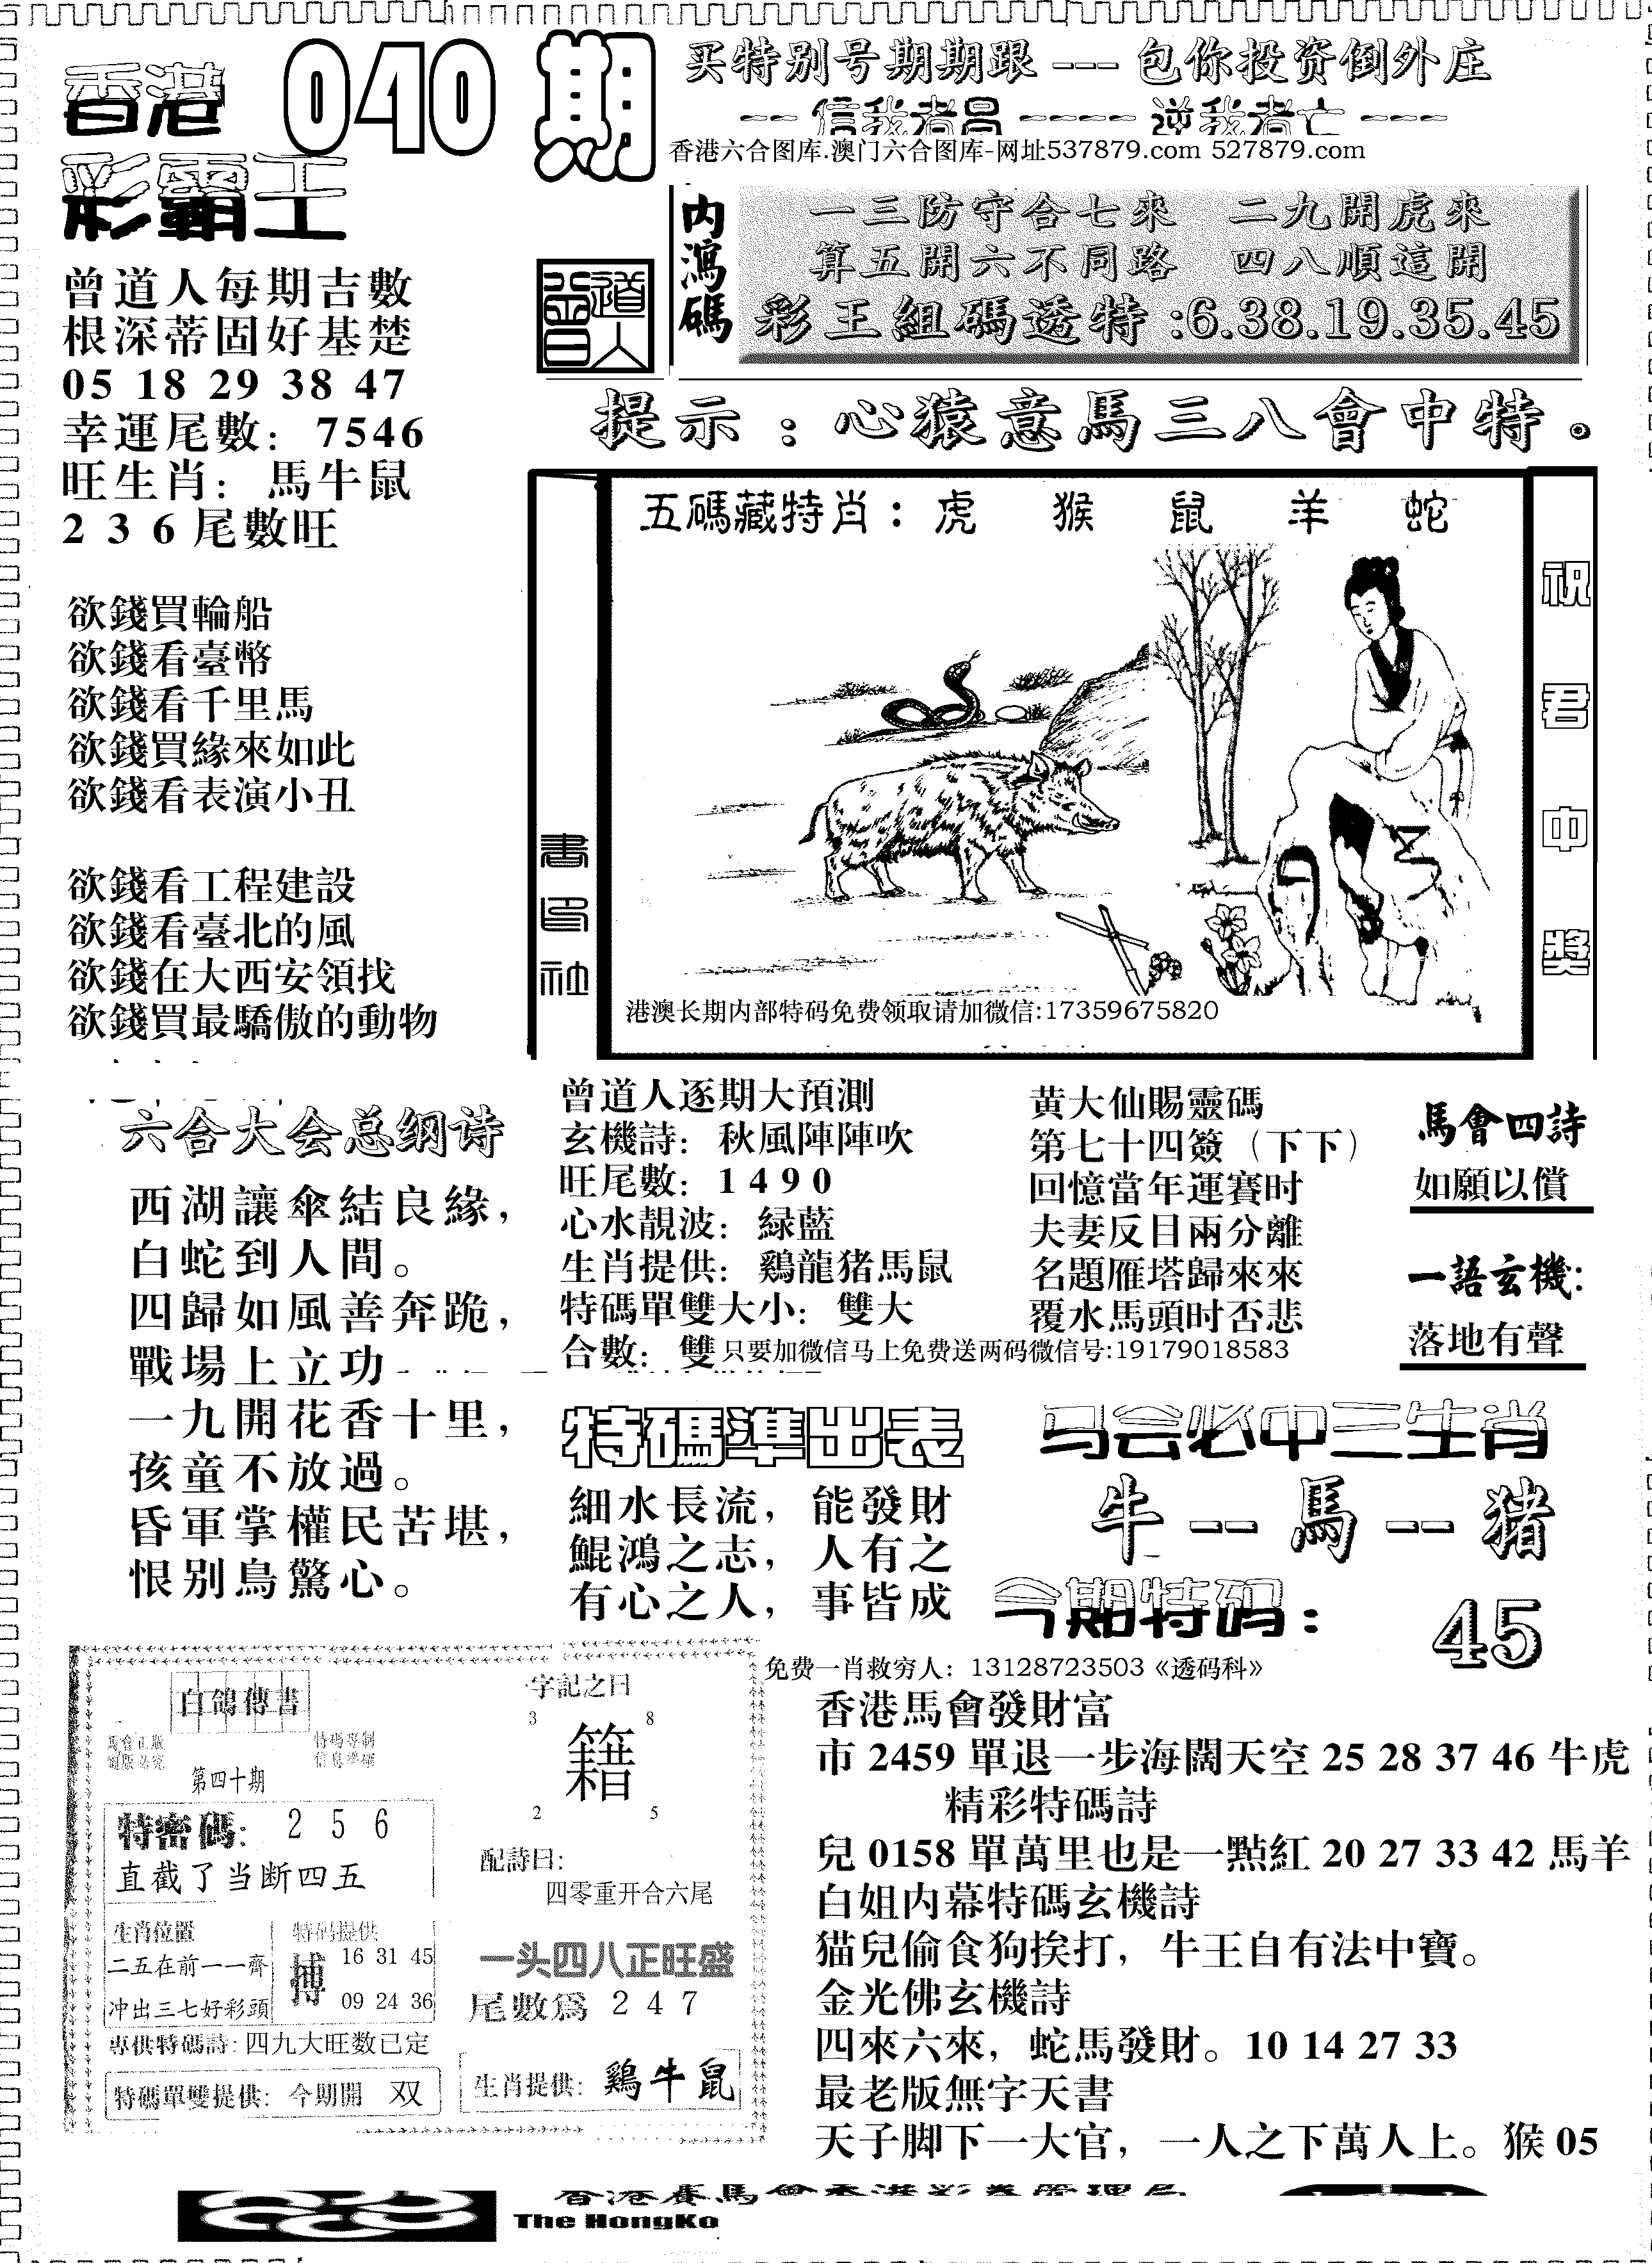 香港
040期
彩霸王
买特别号期期跟---包你投资倒外庄
--信我者昌----逆我者亡---
香港六合图库.澳门六合图库-网址537879.com 527879.com
曾道人
内瀉碼
一三防守合七來 二九開虎來
算五開六不同路 四八順這開
彩王組碼透特:6.38.19.35.45
提示：心猿意馬三八會中特。
曾道人每期吉數
根深蒂固好基楚
05 18 29 38 47
幸運尾數：7546
旺生肖：馬牛鼠
2 3 6尾數旺
欲錢買輪船
欲錢看臺幣
欲錢看千里馬
欲錢買緣來如此
欲錢看表演小丑
欲錢看工程建設
欲錢看臺北的風
欲錢在大西安領找
欲錢買最驕傲的動物
五碼藏特肖：虎 猴 鼠 羊 蛇
港澳长期内部特码免费领取请加微信:17359675820
祝君中獎
六合大会总纲诗
西湖讓傘結良緣，
白蛇到人間。
四歸如風善奔跪，
戰場上立功
一九開花香十里，
孩童不放過。
昏軍掌權民苦堪，
恨别鳥驚心。
曾道人逐期大預測
玄機詩：秋風陣陣吹
旺尾數：1 4 9 0
心水靚波：緑藍
生肖提供：鷄龍猪馬鼠
特碼單雙大小：雙大
合數：雙
只要加微信马上免费送两码微信号:19179018583
黄大仙賜靈碼
第七十四簽（下下）
回憶當年運賽时
夫妻反目兩分離
名題雁塔歸來來
覆水馬頭时否悲
馬會四詩
如願以償
一語玄機：
落地有聲
特碼準出表
細水長流，能發財
鯤鴻之志，人有之
有心之人，事皆成
马会必中三生肖
牛--馬--猪
今期特码：45
免费一肖救穷人：13128723503《透码科》
香港馬會發財富
市 2459 單退一步海闊天空 25 28 37 46 牛虎
精彩特碼詩
兒 0158 單萬里也是一點紅 20 27 33 42 馬羊
白姐内幕特碼玄機詩
猫兒偷食狗挨打，牛王自有法中寶。
金光佛玄機詩
四來六來，蛇馬發財。10 14 27 33
最老版無字天書
天子脚下一大官，一人之下萬人上。猴 05
白鴿傳書
馬會正版
特碼專制
第四十期
特密碼：2 5 6
直截了当断四五
生肖位置
二五在前一一齊
冲出三七好彩頭
特码提供
搏
16 31 45
09 24 36
專供特碼詩：四九大旺数已定
特碼單雙提供：今期開 双
字記之曰
3 8
籍
2 5
配詩曰：
四零重开合六尾
一头四八正旺盛
尾數爲 2 4 7
生肖提供：鷄牛鼠
The HongKo